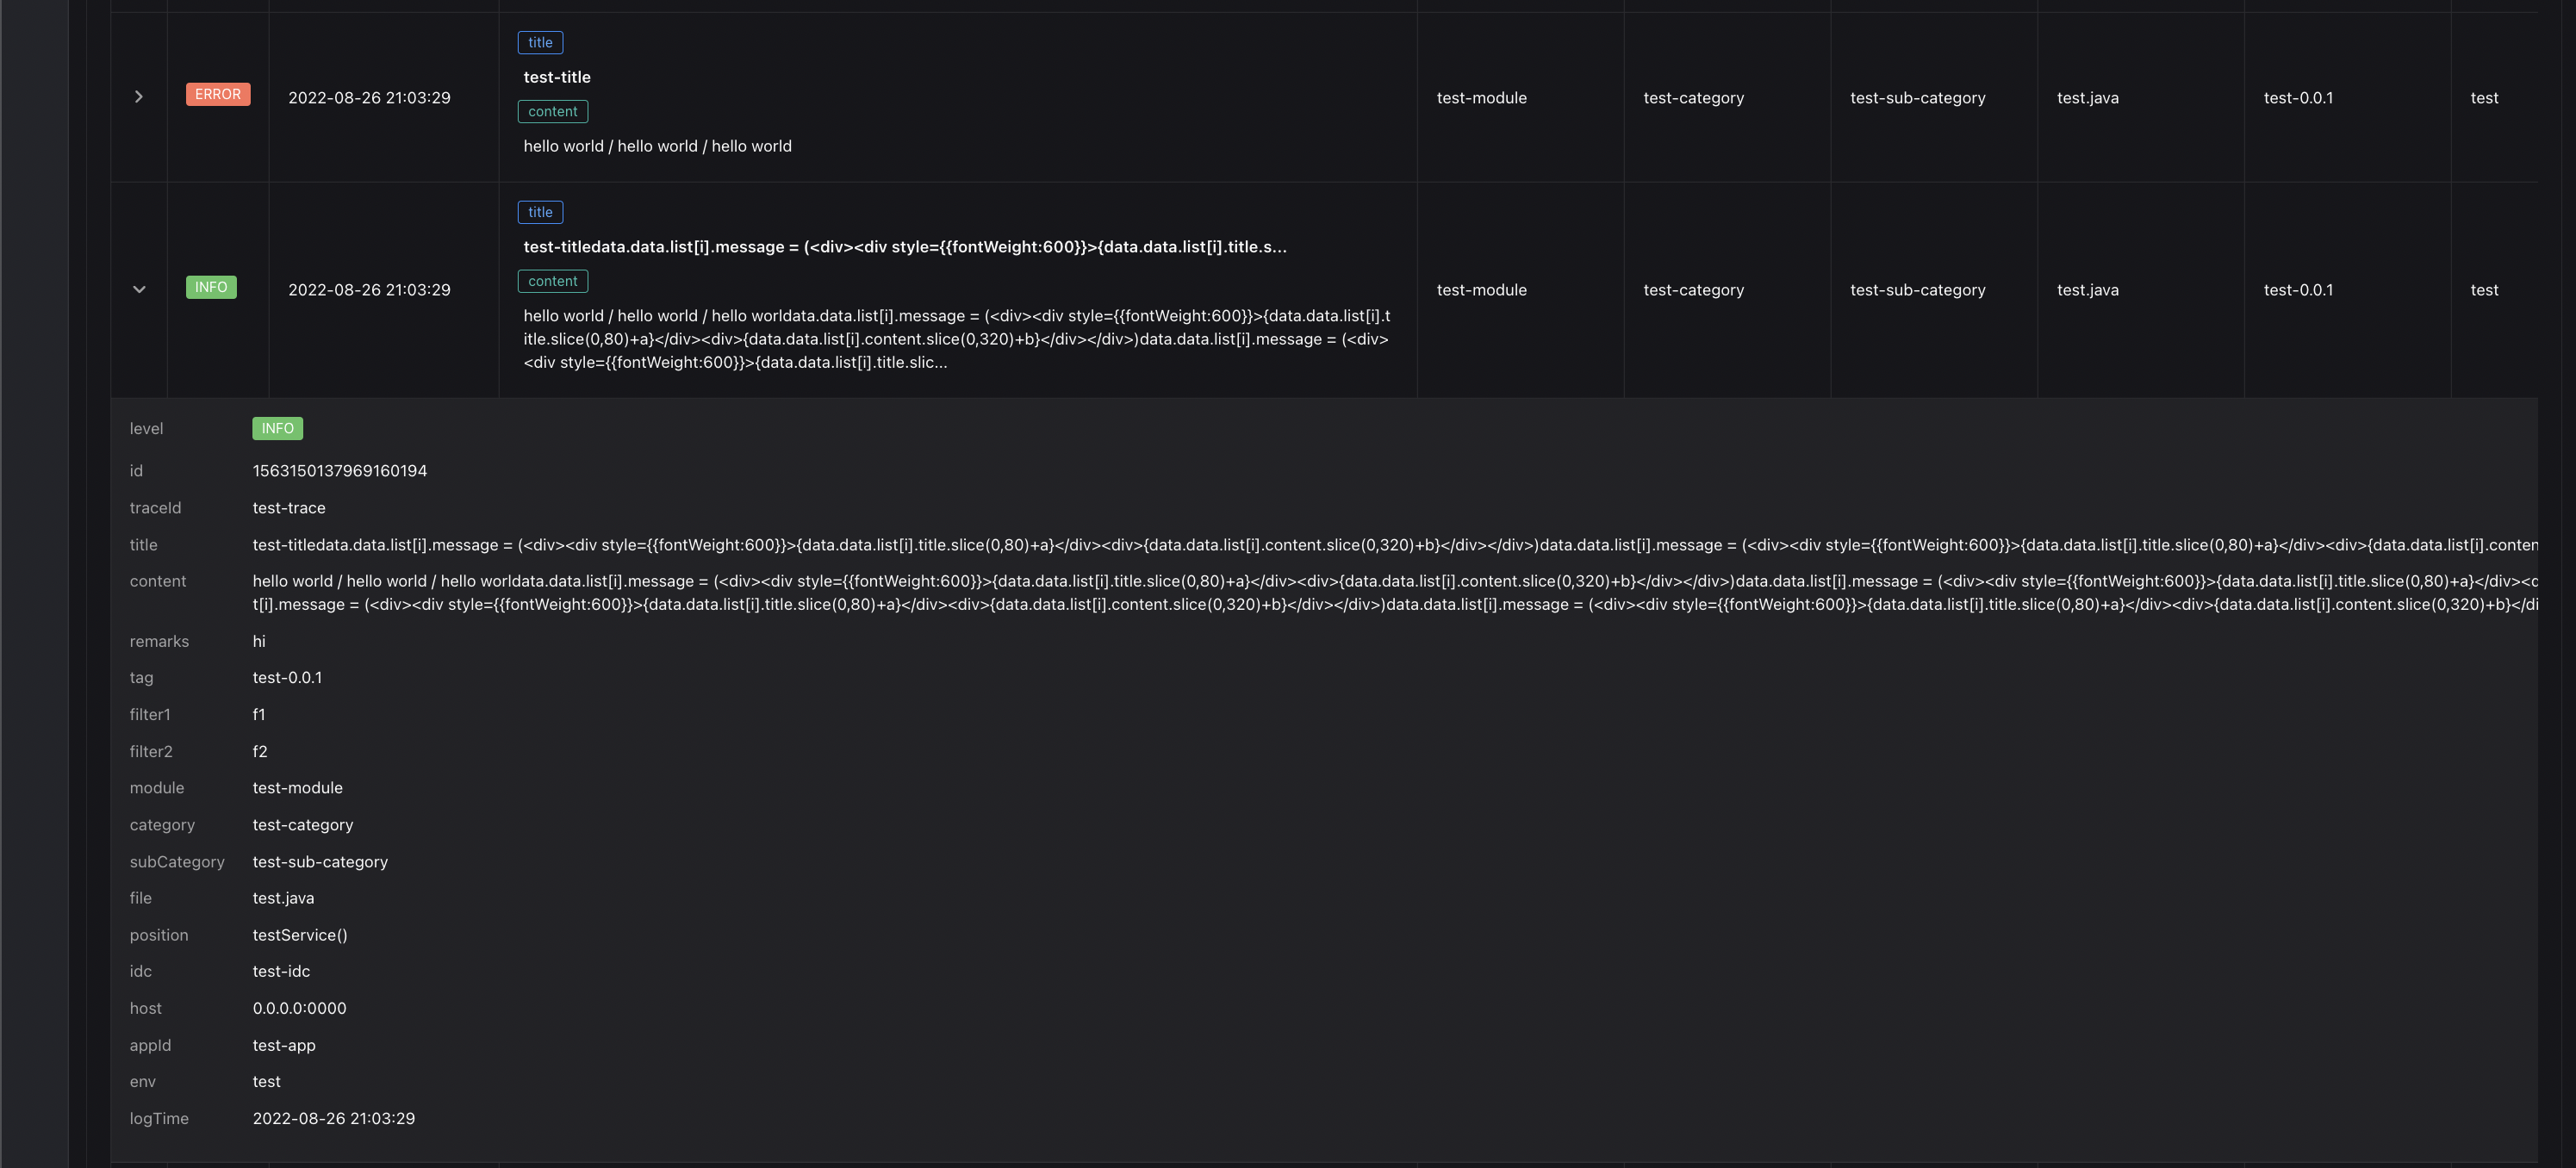 title
test-title
content
hello world / hello world / hello world
ERROR
2022-08-26 21:03:29
test-module
test-category
test-sub-category
test.java
test-0.0.1
test
title
test-titledata.data.list[i].message = (<div><div style={{fontWeight:600}}>{data.data.list[i].title.s...
content
hello world / hello world / hello worldata.data.list[i].message = (<div><div style={{fontWeight:600}}>{data.data.list[i].t
itle.slice(0,80)+a}</div><div>{data.data.list[i].content.slice(0,320)+b}</div></div>)data.data.list[i].message = (<div>
<div style={{fontWeight:600}}>{data.data.list[i].title.slic...
INFO
2022-08-26 21:03:29
test-module
test-category
test-sub-category
test.java
test-0.0.1
test
level INFO
id 1563150137969160194
traceId test-trace
title test-titledata.data.list[i].message = (<div><div style={{fontWeight:600}}>{data.data.list[i].title.slice(0,80)+a}</div><div>{data.data.list[i].content.slice(0,320)+b}</div></div>)data.data.list[i].message = (<div><div style={{fontWeight:600}}>{data.data.list[i].title.slice(0,80)+a}</div><div>{data.data.list[i].conten
content hello world / hello world / hello worldata.data.list[i].message = (<div><div style={{fontWeight:600}}>{data.data.list[i].title.slice(0,80)+a}</div><div>{data.data.list[i].content.slice(0,320)+b}</div></div>)data.data.list[i].message = (<div><div style={{fontWeight:600}}>{data.data.list[i].title.slice(0,80)+a}</div><d
t[i].message = (<div><div style={{fontWeight:600}}>{data.data.list[i].title.slice(0,80)+a}</div><div>{data.data.list[i].content.slice(0,320)+b}</div></div>)data.data.list[i].message = (<div><div style={{fontWeight:600}}>{data.data.list[i].title.slice(0,80)+a}</div><div>{data.data.list[i].content.slice(0,320)+b}</di
remarks hi
tag test-0.0.1
filter1 f1
filter2 f2
module test-module
category test-category
subCategory test-sub-category
file test.java
position testService()
idc test-idc
host 0.0.0.0:0000
appId test-app
env test
logTime 2022-08-26 21:03:29